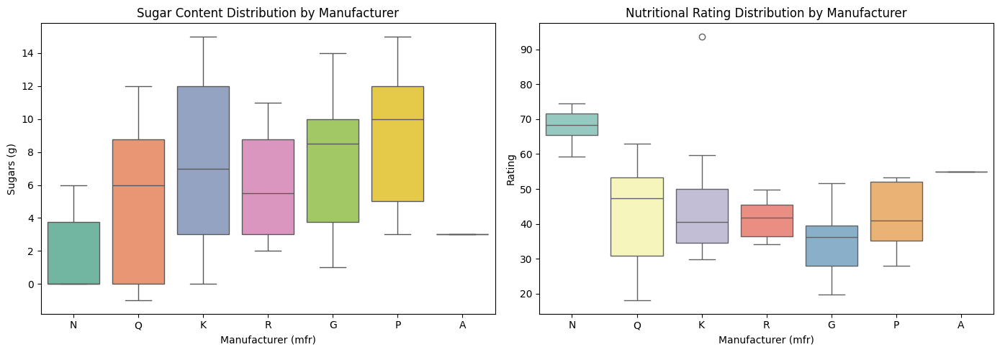 Sugar Content Distribution by Manufacturer
Sugars (g)
14
12
10
8
6
4
2
0
N Q K R G P A
Manufacturer (mfr)
Nutritional Rating Distribution by Manufacturer
Rating
90
80
70
60
50
40
30
20
N Q K R G P A
Manufacturer (mfr)